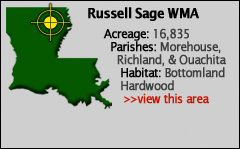 Russell Sage WMA
Acreage: 16,835
Parishes: Morehouse,
Richland, & Ouachita
Habitat: Bottomland
Hardwood
>>view this area